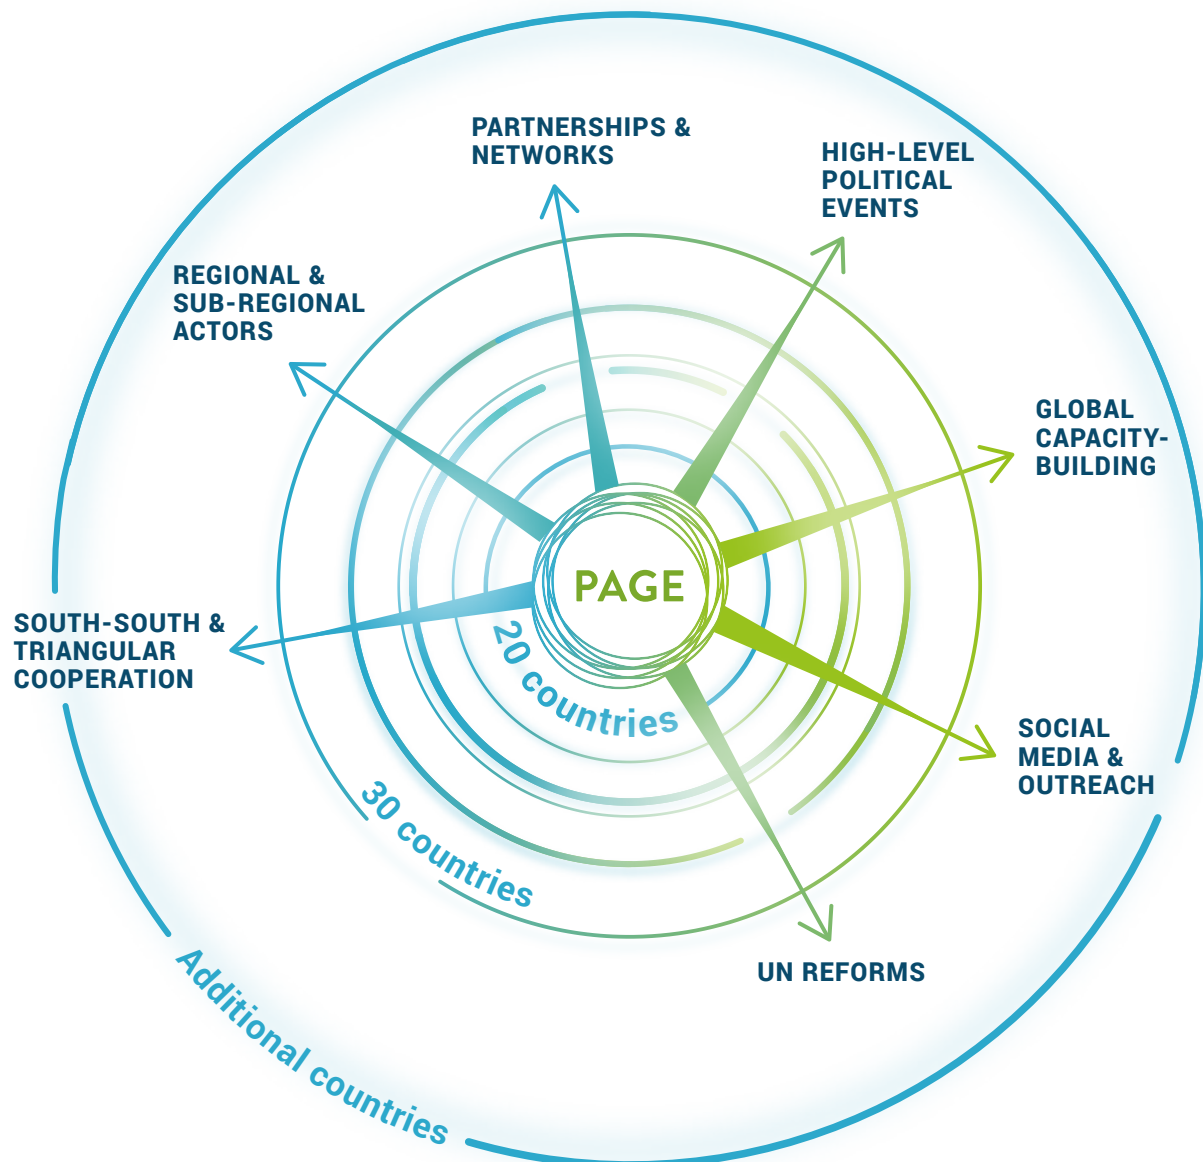 PARTNERSHIPS &
NETWORKS
HIGH-LEVEL
POLITICAL
EVENTS
REGIONAL &
SUB-REGIONAL
ACTORS
GLOBAL
CAPACITY-
BUILDING
PAGE
SOUTH-SOUTH &
TRIANGULAR
COOPERATION
20 countries
SOCIAL
MEDIA &
OUTREACH
30 countries
UN REFORMS
Additional countries